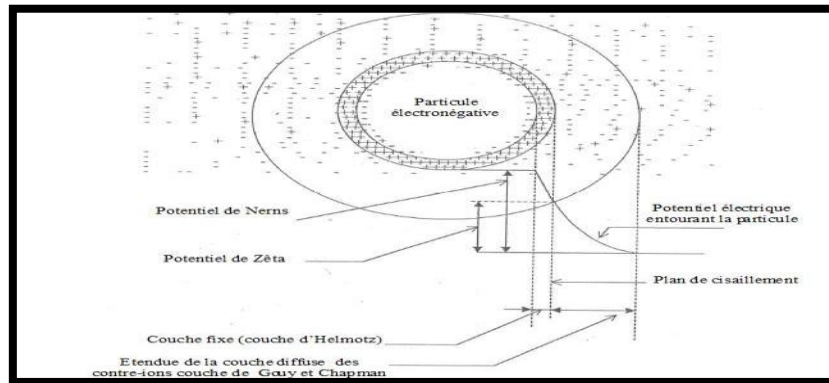 Particule
électronégative
Potentiel de Nerns
Potentiel électrique
entourant la particule
Potentiel de Zêta
Plan de cisaillement
Couche fixe (couche d'Helmotz)
Etendue de la couche diffuse des
contre-ions couche de Gouy et Chapman